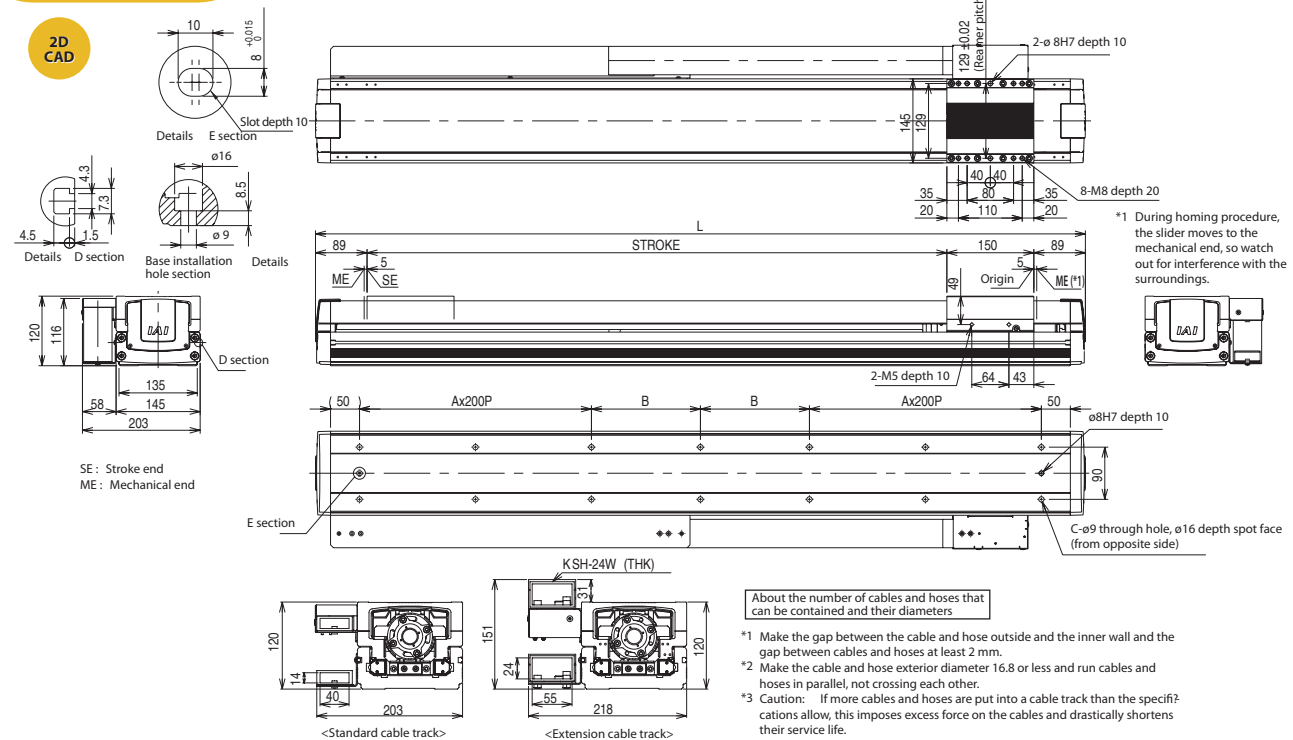 2D
CAD
10
+0.015
0
8
Slot depth 10
Details E section
ø16
4.3
7.3
8.5
4.5
1.5
ø 9
Details D section
Base installation
hole section
Details
129 ±0.02
(Reamer pitch
2-ø 8H7 depth 10
145
129
40
40
35
80
35
20
110
20
8-M8 depth 20
*1 During homing procedure,
the slider moves to the
mechanical end, so watch
out for interference with the
surroundings.
L
89
STROKE
150
89
5
ME
SE
49
Origin
5
ME (*1)
2-M5 depth 10
64
43
120
116
IAI
D section
135
58
145
203
IAI
SE : Stroke end
ME : Mechanical end
( 50 )
Ax200P
B
B
Ax200P
50
ø8H7 depth 10
90
E section
C-ø9 through hole, ø16 depth spot face
(from opposite side)
120
14
40
203
<Standard cable track>
KSH-24W (THK)
151
31
24
55
218
120
<Extension cable track>
About the number of cables and hoses that
can be contained and their diameters
*1 Make the gap between the cable and hose outside and the inner wall and the
gap between cables and hoses at least 2 mm.
*2 Make the cable and hose exterior diameter 16.8 or less and run cables and
hoses in parallel, not crossing each other.
*3 Caution: If more cables and hoses are put into a cable track than the specifi-
cations allow, this imposes excess force on the cables and drastically shortens
their service life.